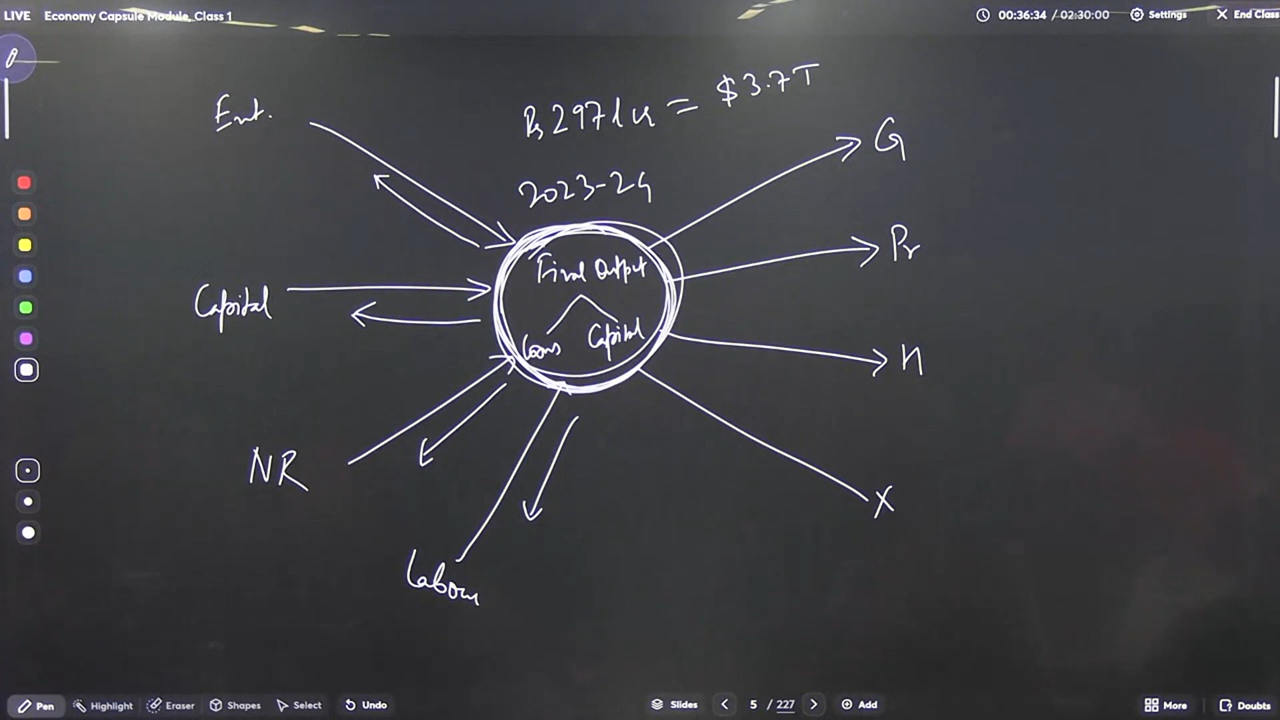 LIVE Economy Capsule Module, Class 1
00:36:34 / 02:30:00 Settings End Class
Ent.
Rs 297 lk = $3.7T
2023-24
G
Pr
Final Output
Capital
Cons Capital
H
NR
X
Labour
Pen Highlight Eraser Shapes Select Undo Slides 5 / 227 Add More Doubts